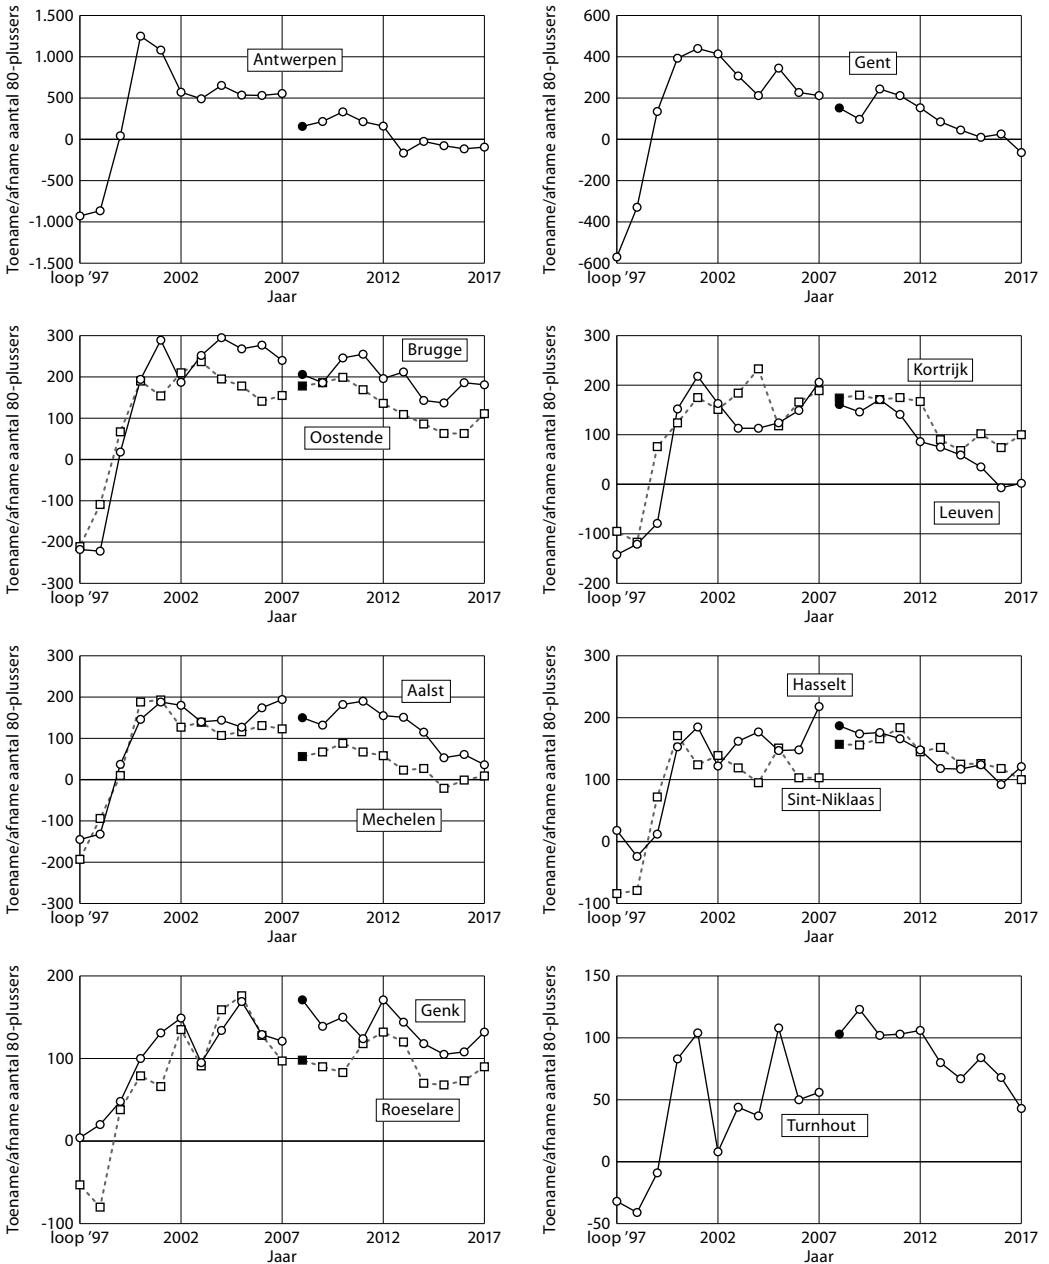 Toename/afname aantal 80-plussers
1.500
1.000
500
0
-500
-1.000
-1.500
Antwerpen
loop '97 2002 2007 2012 2017
Jaar
Toename/afname aantal 80-plussers
600
400
200
0
-200
-400
-600
Gent
loop '97 2002 2007 2012 2017
Jaar
Toename/afname aantal 80-plussers
300
200
100
0
-100
-200
-300
Brugge
Oostende
loop '97 2002 2007 2012 2017
Jaar
Toename/afname aantal 80-plussers
300
200
100
0
-100
-200
Kortrijk
Leuven
loop '97 2002 2007 2012 2017
Jaar
Toename/afname aantal 80-plussers
300
200
100
0
-100
-200
-300
Aalst
Mechelen
loop '97 2002 2007 2012 2017
Jaar
Toename/afname aantal 80-plussers
300
200
100
0
-100
Hasselt
Sint-Niklaas
loop '97 2002 2007 2012 2017
Jaar
Toename/afname aantal 80-plussers
200
100
0
-100
Genk
Roeselare
loop '97 2002 2007 2012 2017
Jaar
Toename/afname aantal 80-plussers
150
100
50
0
-50
Turnhout
loop '97 2002 2007 2012 2017
Jaar